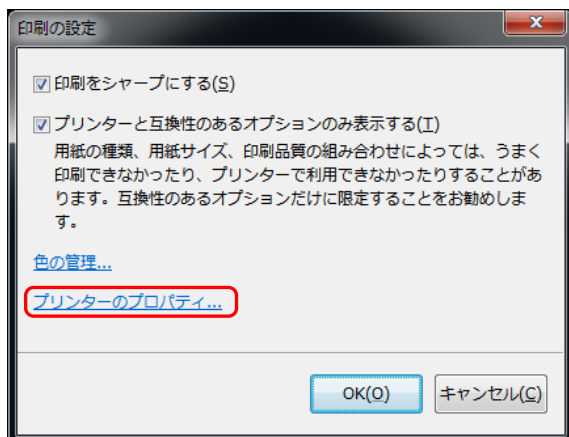 印刷の設定
印刷をシャープにする(S)
プリンターと互換性のあるオプションのみ表示する(T)
用紙の種類、用紙サイズ、印刷品質の組み合わせによっては、うまく
印刷できなかったり、プリンターで利用できなかったりすることがあ
ります。互換性のあるオプションだけに限定することをお勧めしま
す。
色の管理...
プリンターのプロパティ...
OK(O)
キャンセル(C)